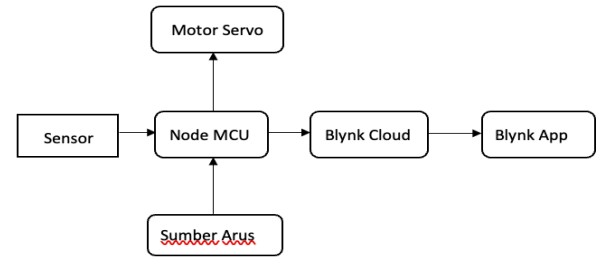 Motor Servo
Sensor
Node MCU
Blynk Cloud
Blynk App
Sumber Arus